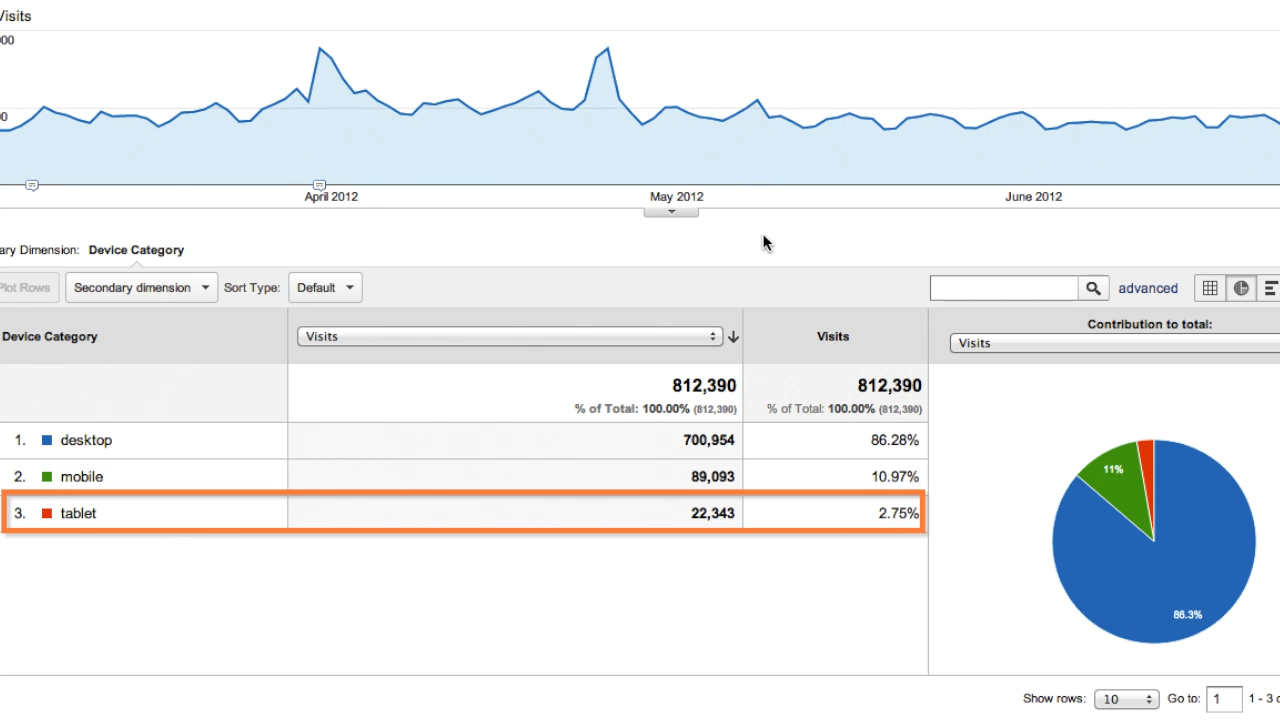 Visits
000
00
April 2012 May 2012 June 2012
ary Dimension: Device Category
Plot Rows Secondary dimension Sort Type: Default advanced
Device Category Visits Visits Contribution to total:
Visits
812,390 812,390
% of Total: 100.00% (812,390) % of Total: 100.00% (812,390)
1. desktop 700,954 86.28%
2. mobile 89,093 10.97%
3. tablet 22,343 2.75%
11%
86.3%
Show rows: 10 Go to: 1 1 - 3